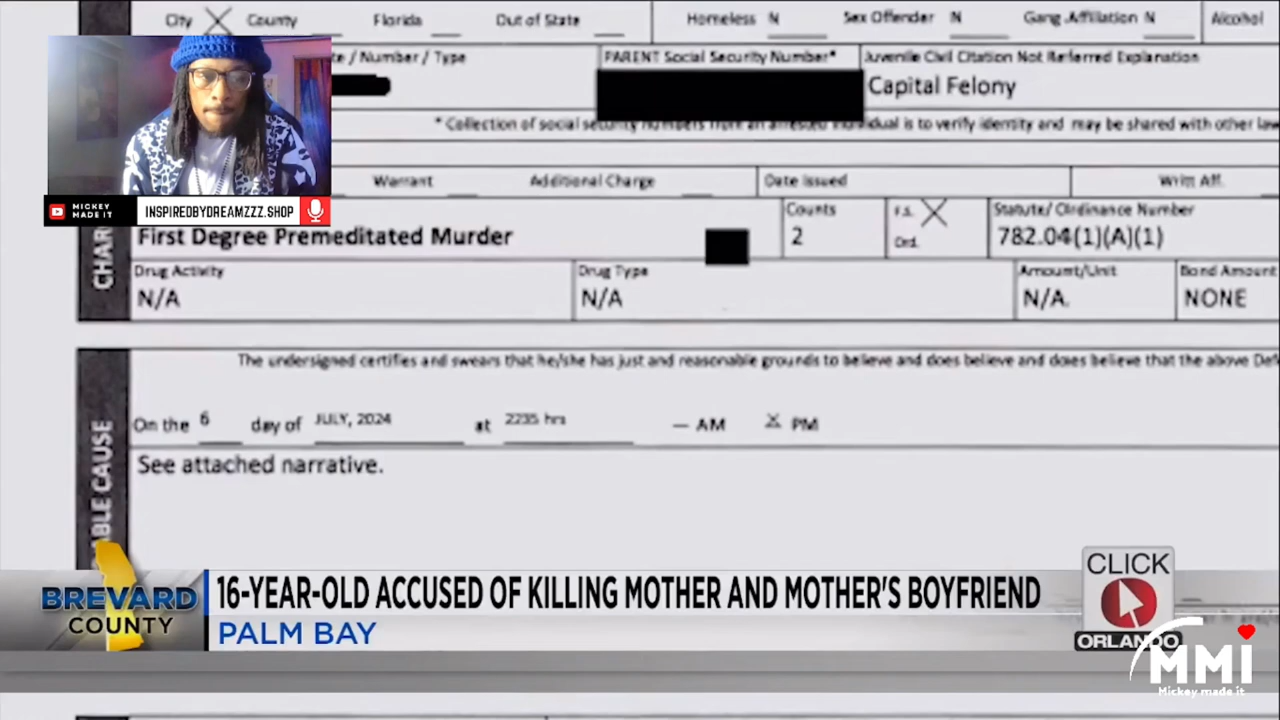 City County Florida Out of State Homeless N Sex Offender N Gang Affiliation N Alcohol
te / Number / Type PARENT Social Security Number* Juvenile Civil Citation Not Referred Explanation
Capital Felony
* Collection of social security numbers from an arrested individual is to verify identity and may be shared with other law
Warrant Additional Charge Date Issued Writ Aff.
MICKEY
MADE IT
INSPIREDBYDREAMZZZ.SHOP
CHAR
Counts F.S. Statute/ Ordinance Number
First Degree Premeditated Murder 2 Ord. 782.04(1)(A)(1)
Drug Activity Drug Type Amount/Unit Bond Amount
N/A N/A N/A. NONE
The undersigned certifies and swears that he/she has just and reasonable grounds to believe and does believe and does believe that the above Def
ABLE CAUSE
On the 6 day of JULY, 2024 at 2235 hrs AM X PM
See attached narrative.
BREVARD
COUNTY
16-YEAR-OLD ACCUSED OF KILLING MOTHER AND MOTHER'S BOYFRIEND
PALM BAY
CLICK
ORLANDO
MMI
Mickey made it